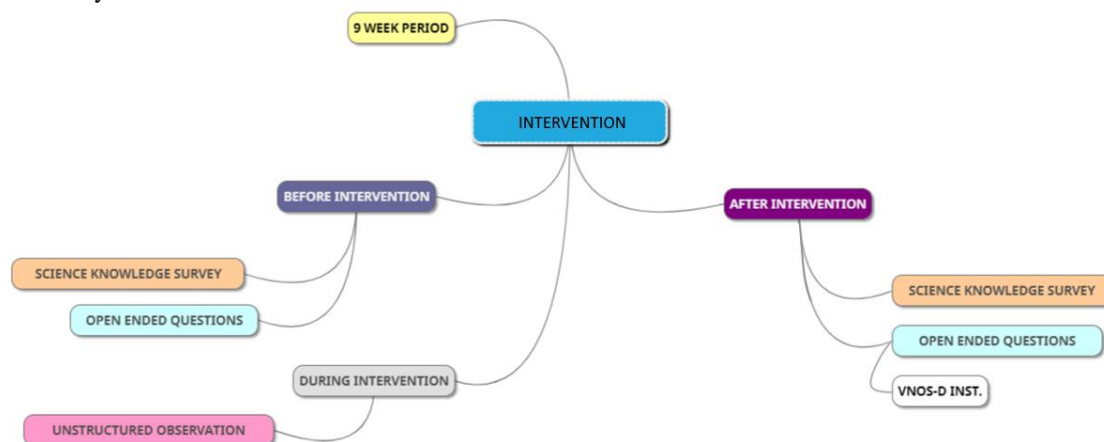 9 WEEK PERIOD
INTERVENTION
BEFORE INTERVENTION
AFTER INTERVENTION
SCIENCE KNOWLEDGE SURVEY
OPEN ENDED QUESTIONS
SCIENCE KNOWLEDGE SURVEY
OPEN ENDED QUESTIONS
VNOS-D INST.
DURING INTERVENTION
UNSTRUCTURED OBSERVATION